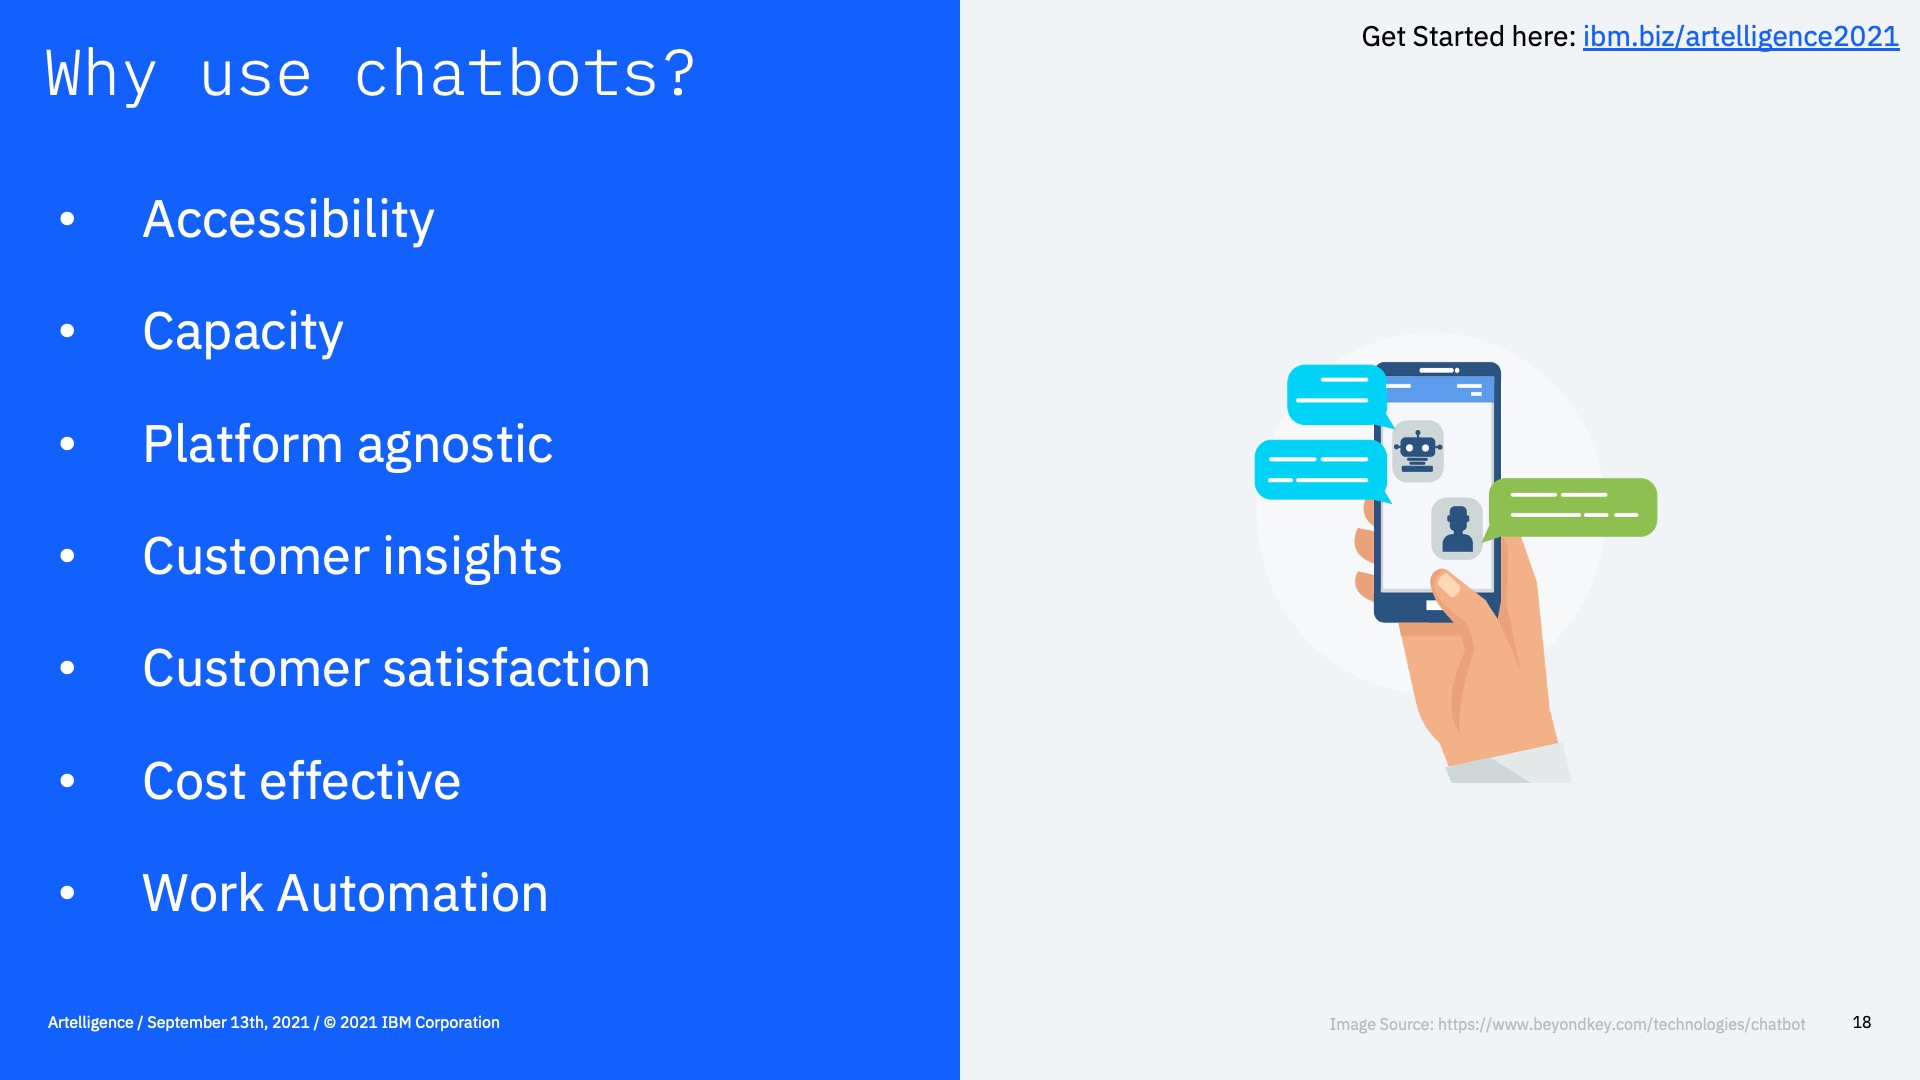 Get Started here: ibm.biz/artelligence2021
Why use chatbots?
• Accessibility
• Capacity
• Platform agnostic
• Customer insights
• Customer satisfaction
• Cost effective
• Work Automation
Artelligence / September 13th, 2021 / © 2021 IBM Corporation
Image Source: https://www.beyondkey.com/technologies/chatbot
18